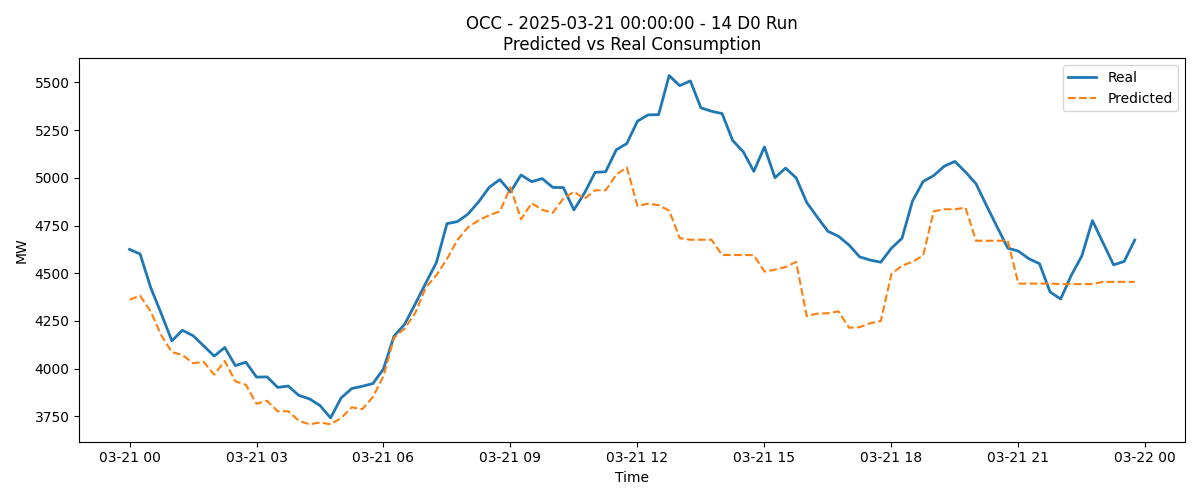 OCC - 2025-03-21 00:00:00 - 14 D0 Run
Predicted vs Real Consumption
Real
Predicted
MW
5500
5250
5000
4750
4500
4250
4000
3750
03-21 00
03-21 03
03-21 06
03-21 09
03-21 12
03-21 15
03-21 18
03-21 21
03-22 00
Time